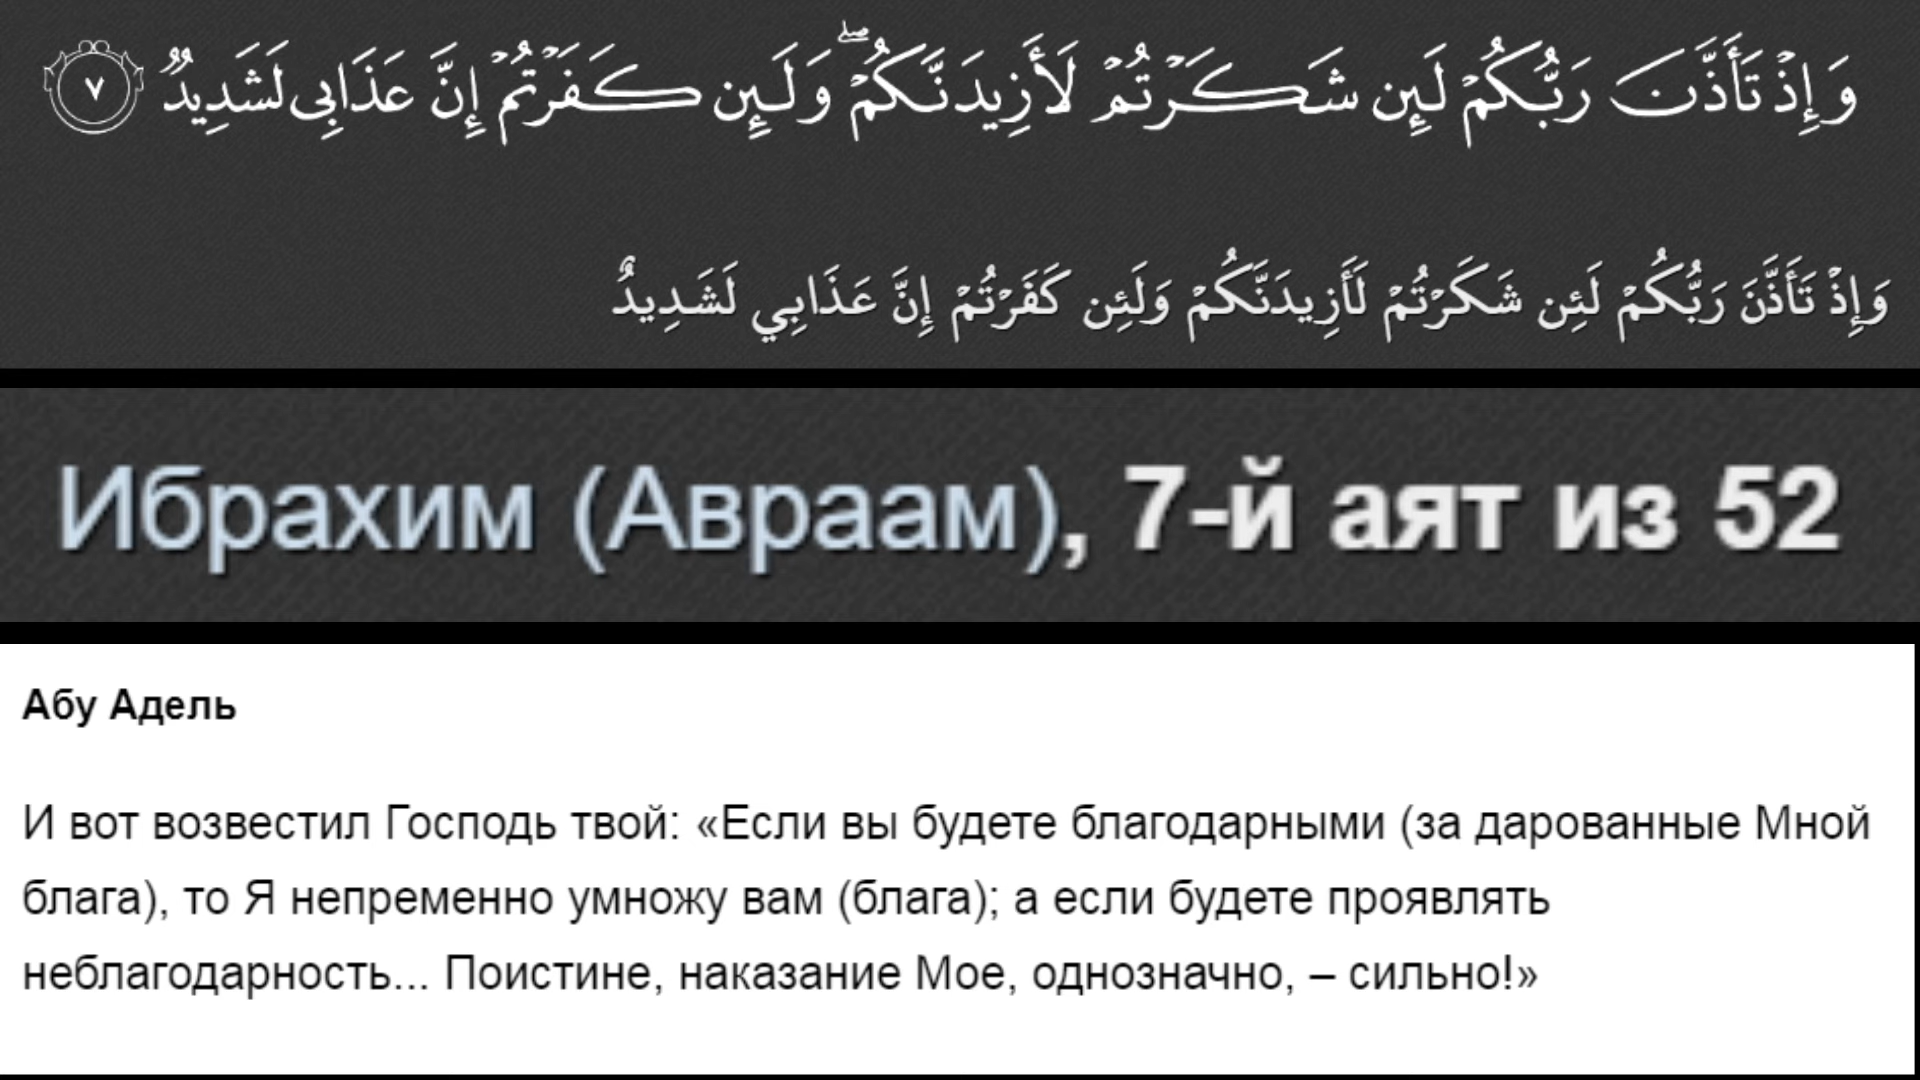 وَإِذْ تَأَذَّنَ رَبُّكُمْ لَئِن شَكَرْتُمْ لَأَزِيدَنَّكُمْ ۖ وَلَئِن كَفَرْتُمْ إِنَّ عَذَابِى لَشَدِيدٌ ٧
وَإِذْ تَأَذَّنَ رَبُّكُمْ لَئِن شَكَرْتُمْ لَأَزِيدَنَّكُمْ وَلَئِن كَفَرْتُمْ إِنَّ عَذَابِي لَشَدِيدٌ
Ибрахим (Авраам), 7-й аят из 52
Абу Адель
И вот возвестил Господь твой: «Если вы будете благодарными (за дарованные Мной
блага), то Я непременно умножу вам (блага); а если будете проявлять
неблагодарность... Поистине, наказание Мое, однозначно, – сильно!»